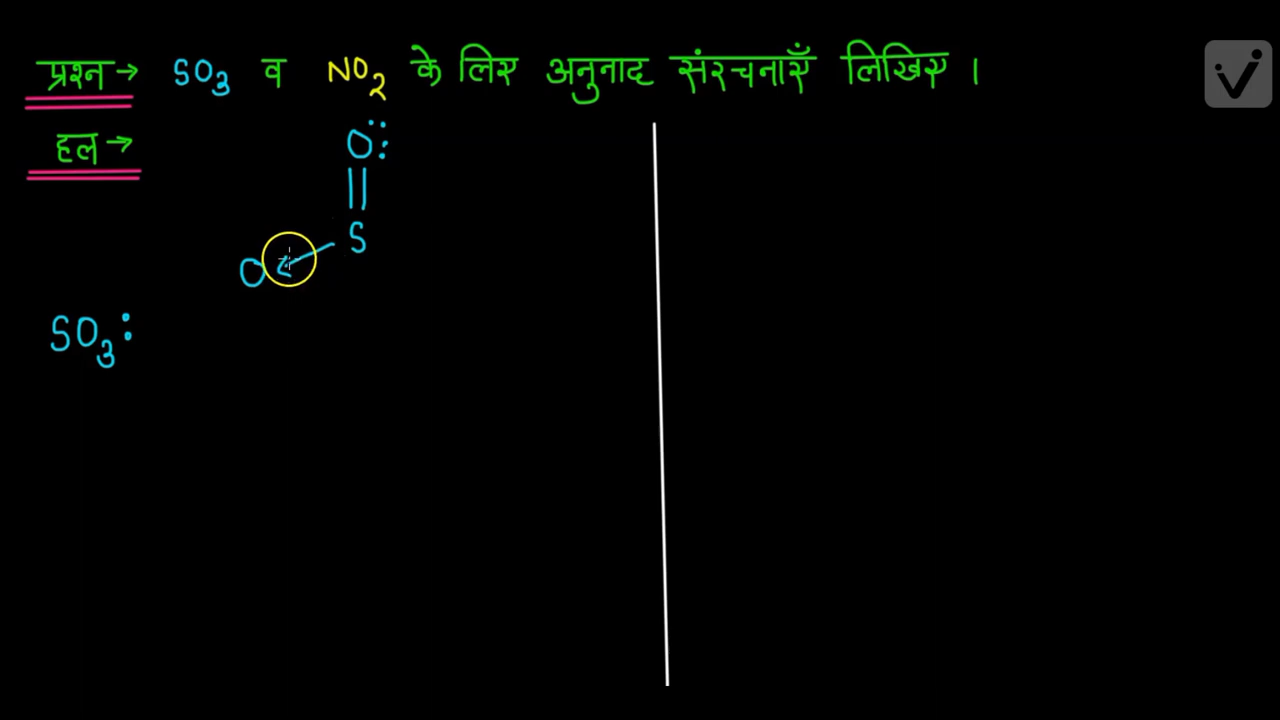 प्रश्न → SO₃ व NO₂ के लिए अनुनाद संरचनाएँ लिखिए ।
हल →
O:
S
O
SO₃: